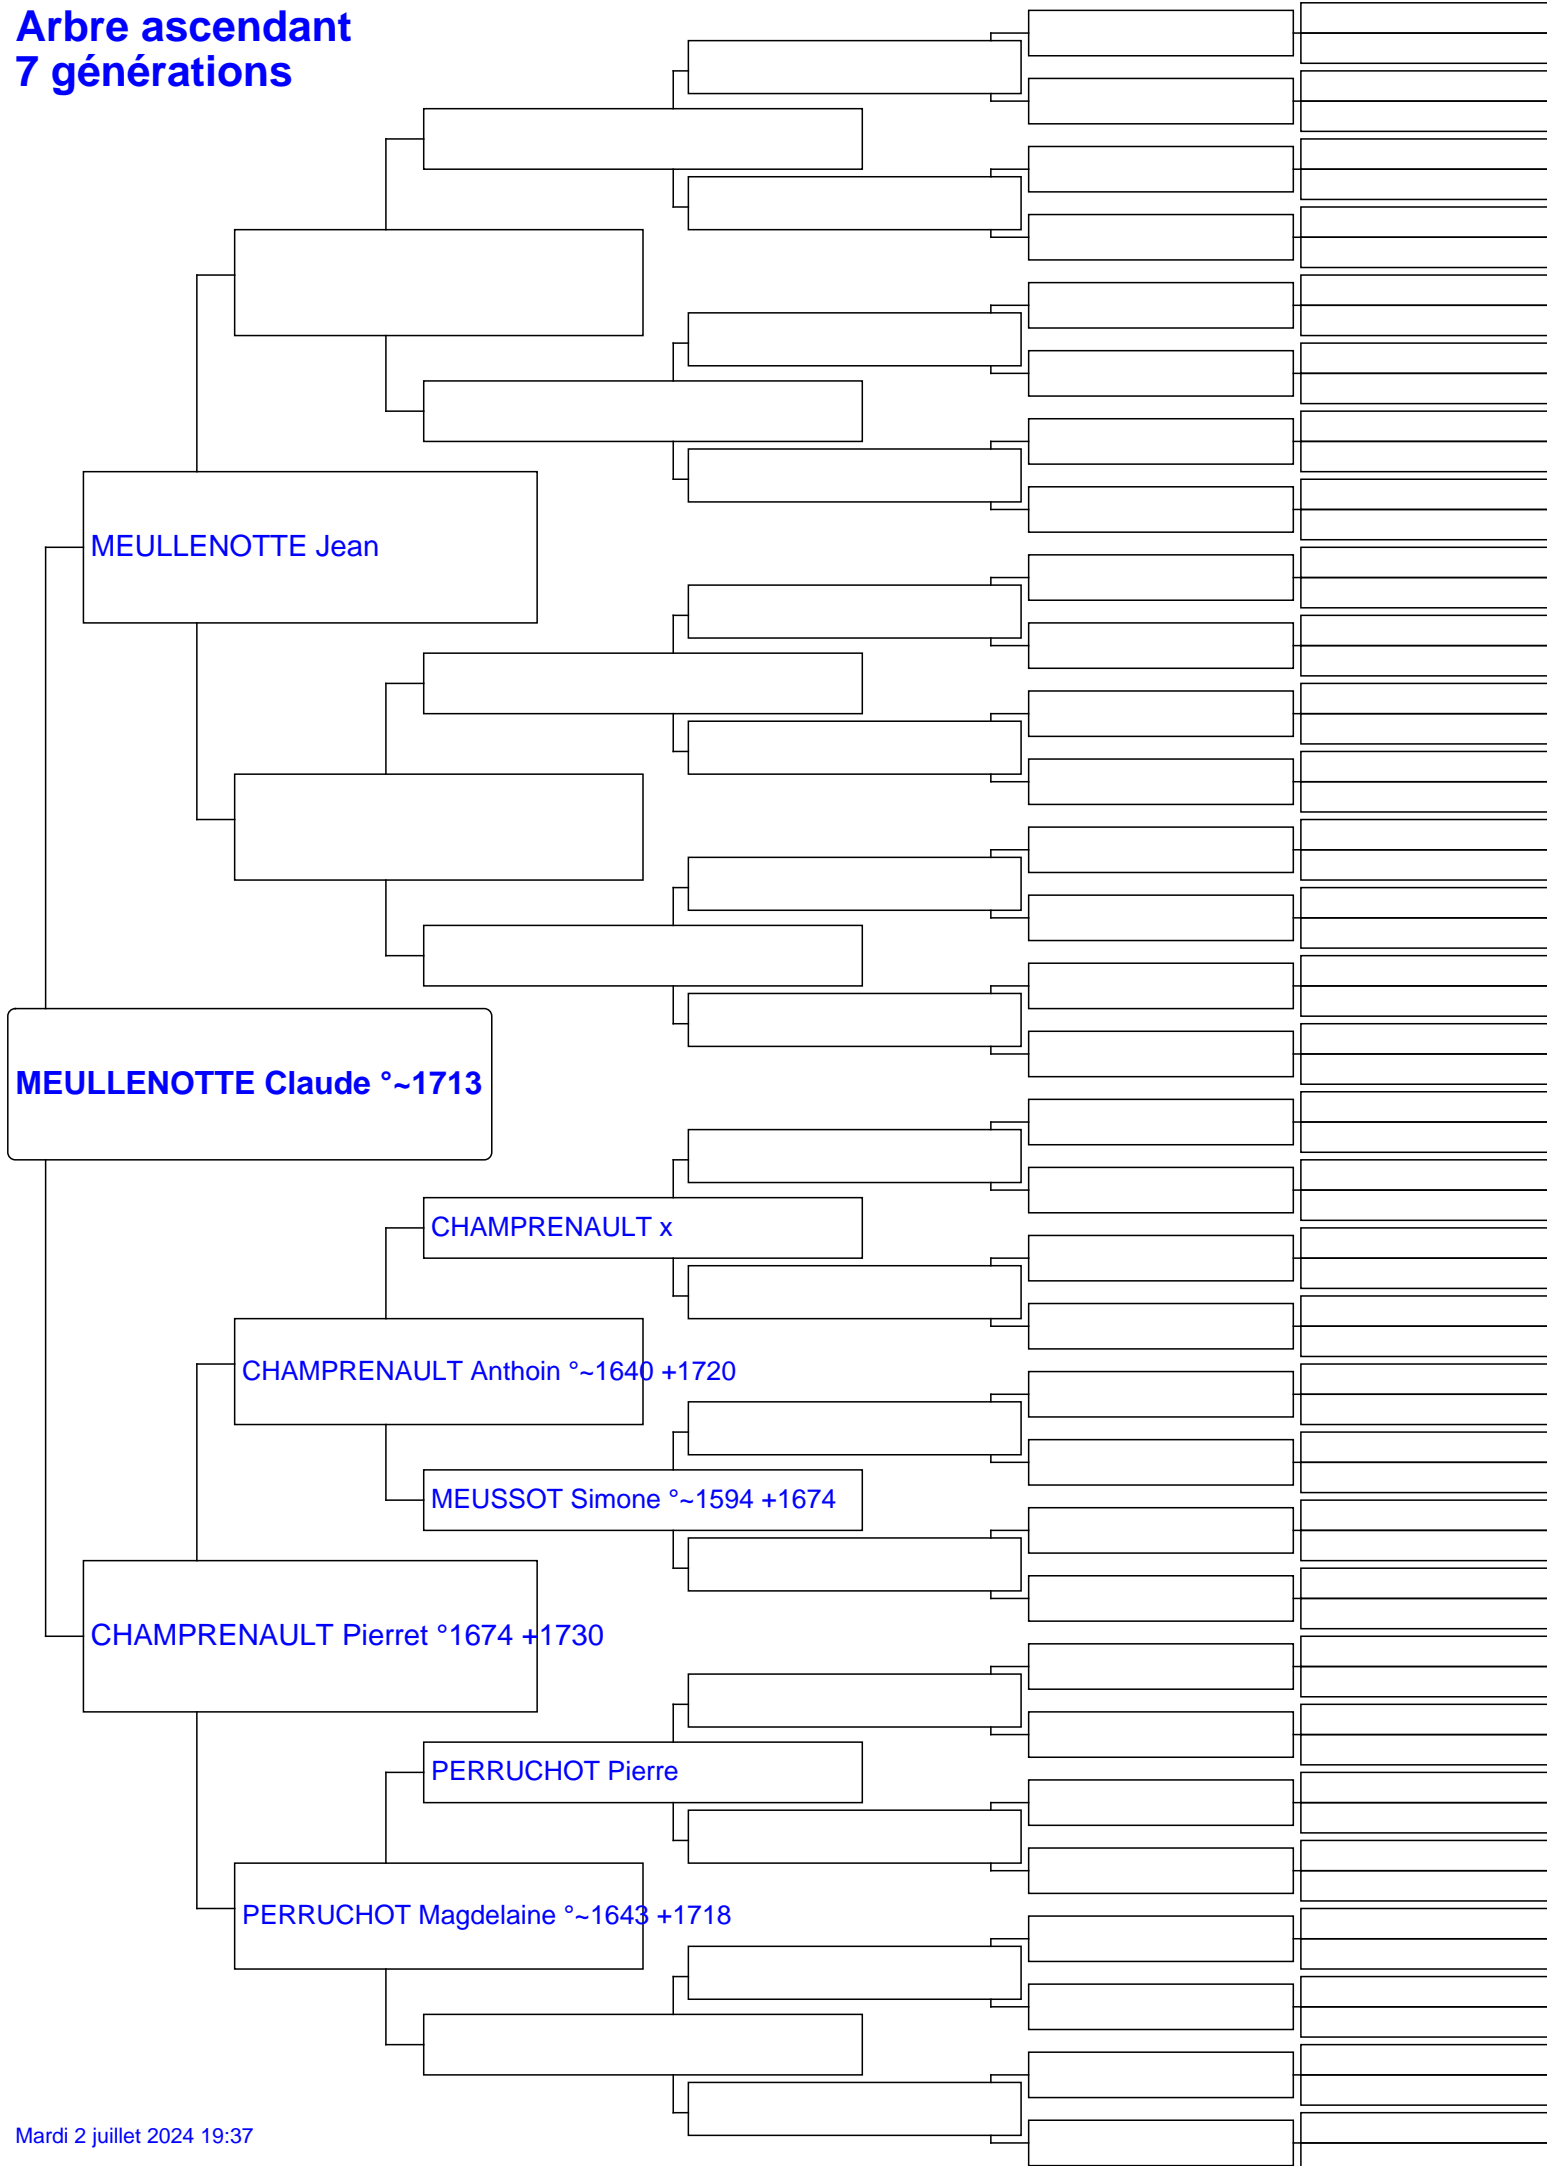 Arbre ascendant
7 générations
MEULLENOTTE Jean
MEULLENOTTE Claude °~1713
CHAMPRENAULT x
CHAMPRENAULT Anthoin °~1640 +1720
MEUSSOT Simone °~1594 +1674
CHAMPRENAULT Pierret °1674 +1730
PERRUCHOT Pierre
PERRUCHOT Magdelaine °~1643 +1718
Mardi 2 juillet 2024 19:37